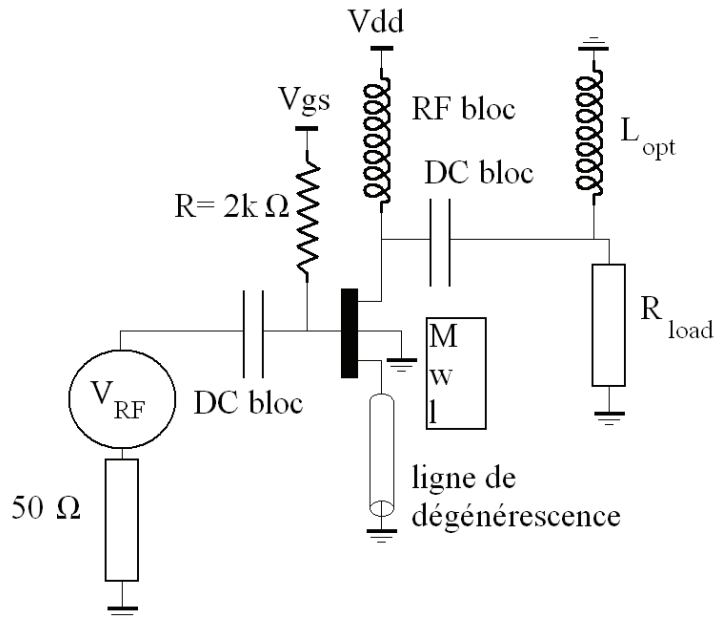 Vdd
Vgs
RF bloc
L opt
DC bloc
R= 2k Ω
R load
M
w
l
V RF
DC bloc
50 Ω
ligne de
dégénérescence